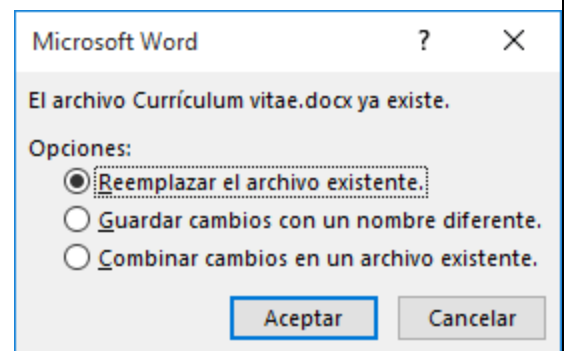 Microsoft Word ?
El archivo Currículum vitae.docx ya existe.
Opciones:
Reemplazar el archivo existente.
Guardar cambios con un nombre diferente.
Combinar cambios en un archivo existente.
Aceptar Cancelar